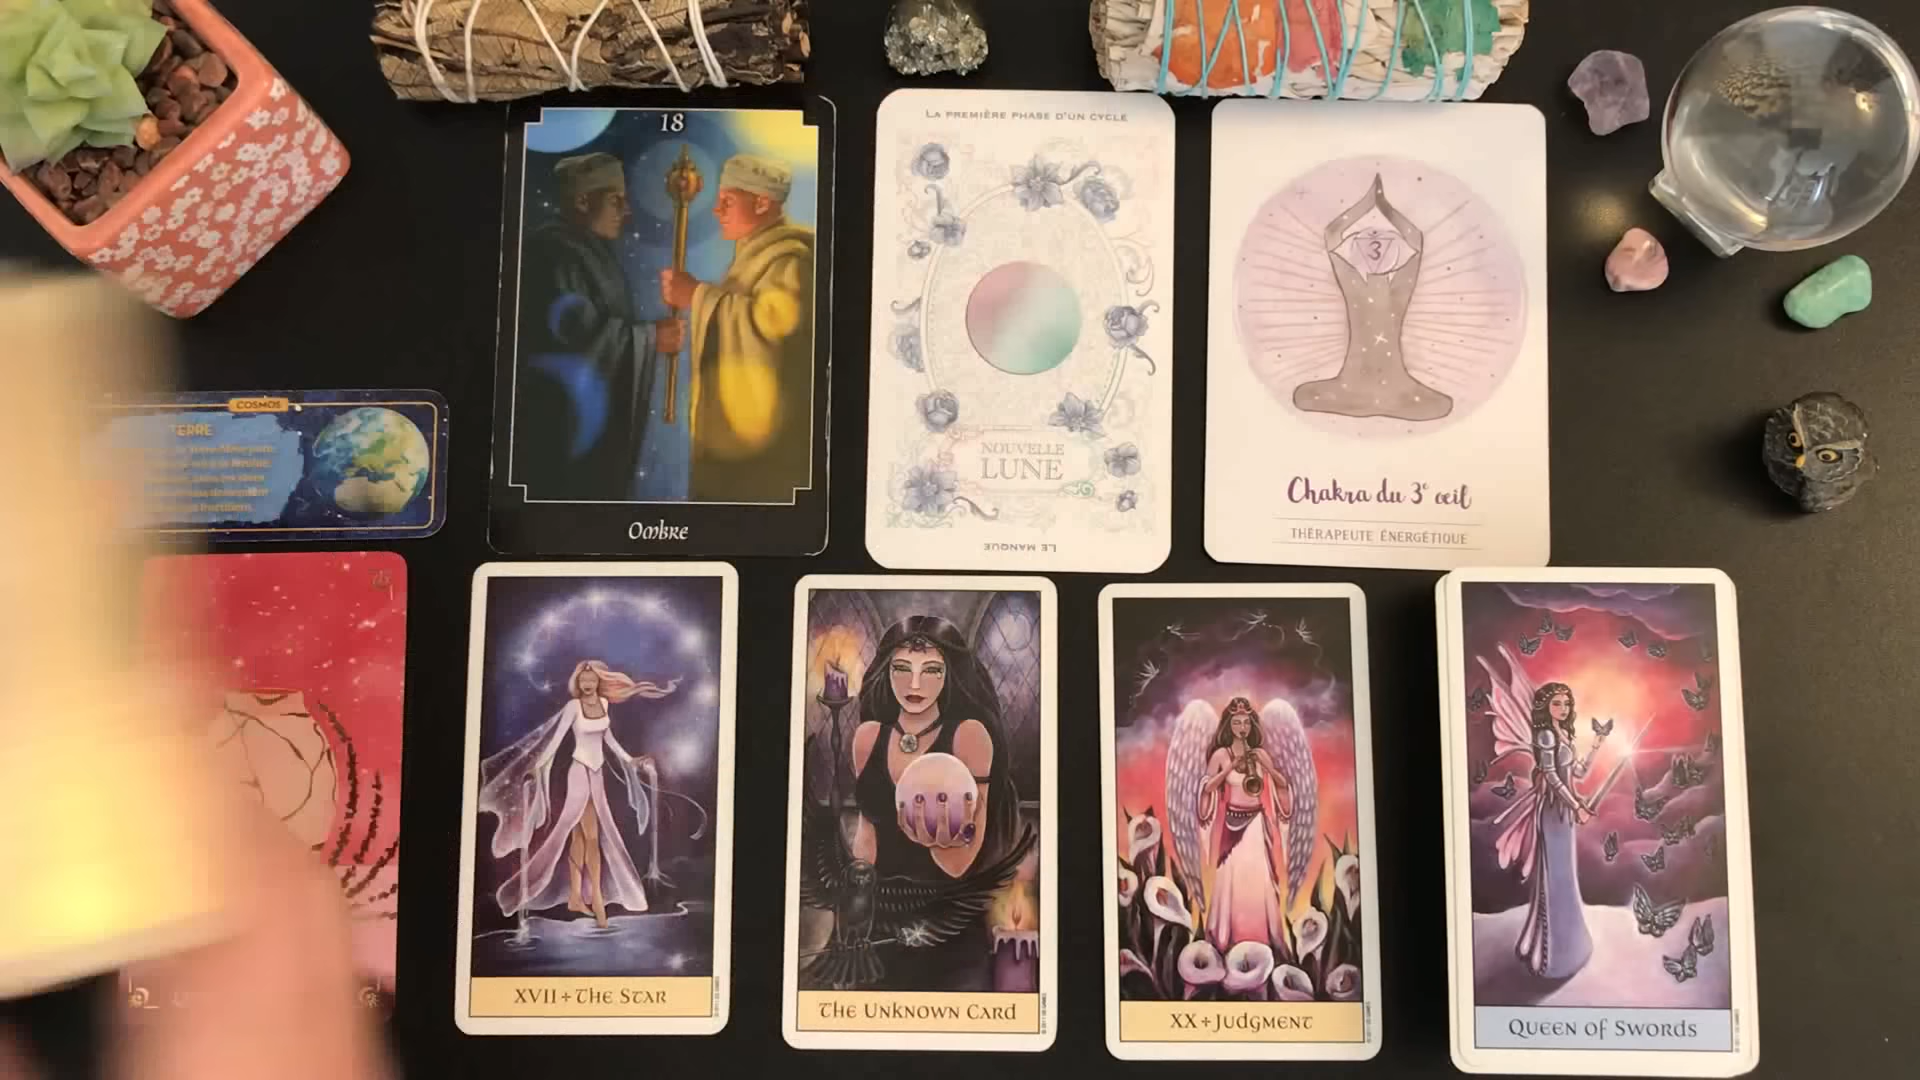 18
Ombre
LA PREMIÈRE PHASE D'UN CYCLE
NOUVELLE
LUNE
LE MANQUE
3
Chakra du 3e œil
THÉRAPEUTE ÉNERGÉTIQUE
COSMOS
TERRE
XVII + THE STAR
THE UNKNOWN CARD
XX + JUDGMENT
QUEEN OF SWORDS